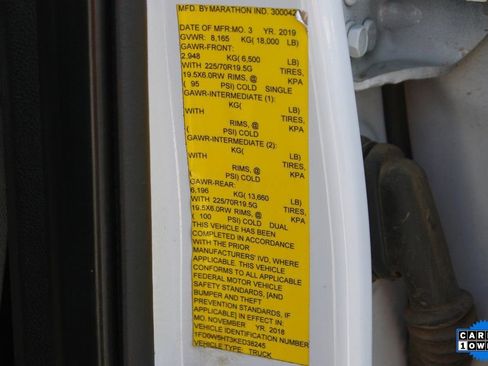 MFD. BY MARATHON IND. 300042
DATE OF MFR: MO. 3 YR. 2019
GVWR: 8,165 KG( 18,000 LB)
GAWR-FRONT:
2,948 KG( 6,500 LB)
WITH 225/70R19.5G TIRES,
19.5X6.0RW RIMS, @ KPA
( 95 PSI) COLD SINGLE
GAWR-INTERMEDIATE (1):
KG( LB)
WITH TIRES,
RIMS, @ KPA
( PSI) COLD
GAWR-INTERMEDIATE (2):
KG( LB)
WITH TIRES,
RIMS, @ KPA
( PSI) COLD
GAWR-REAR:
6,196 KG( 13,660 LB)
WITH 225/70R19.5G TIRES,
19.5X6.0RW RIMS, @ KPA
( 100 PSI) COLD DUAL
THIS VEHICLE HAS BEEN
COMPLETED IN ACCORDANCE
WITH THE PRIOR
MANUFACTURERS' IVD, WHERE
APPLICABLE. THIS VEHICLE
CONFORMS TO ALL APPLICABLE
FEDERAL MOTOR VEHICLE
SAFETY STANDARDS, [AND
BUMPER AND THEFT
PREVENTION STANDARDS, IF
APPLICABLE] IN EFFECT IN:
MO. NOVEMBER YR. 2018
VEHICLE IDENTIFICATION NUMBER
1FD0W5HT3KED38245
VEHICLE TYPE: TRUCK
CARF
1 OWN